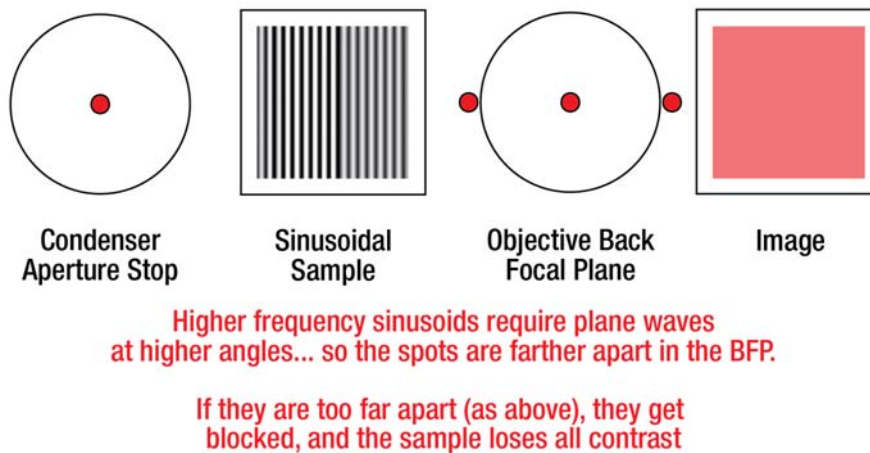 Condenser
Aperture Stop
Sinusoidal
Sample
Objective Back
Focal Plane
Image
Higher frequency sinusoids require plane waves
at higher angles... so the spots are farther apart in the BFP.
If they are too far apart (as above), they get
blocked, and the sample loses all contrast